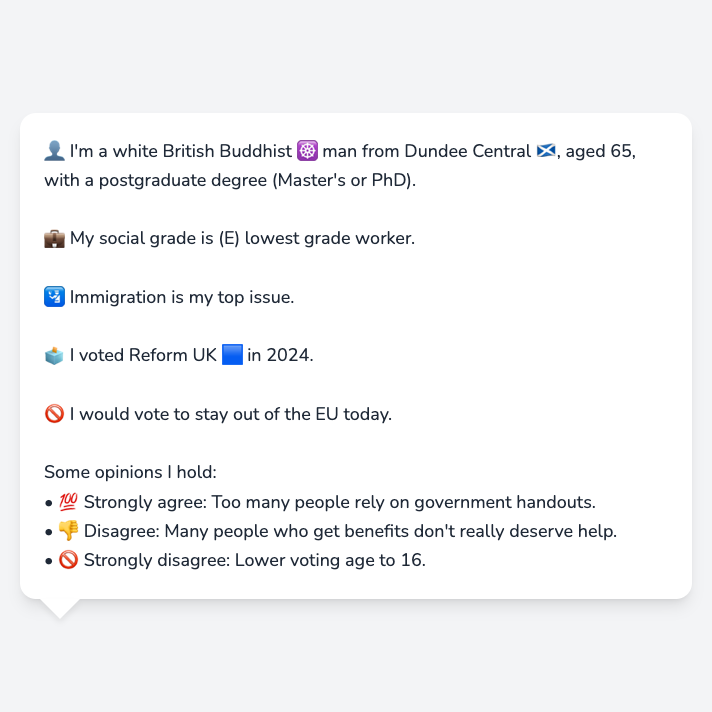 👤 I'm a white British Buddhist ☸️ man from Dundee Central 🏴󠁧󠁢󠁳󠁣󠁴󠁿, aged 65,
with a postgraduate degree (Master's or PhD).
💼 My social grade is (E) lowest grade worker.
🛂 Immigration is my top issue.
🗳️ I voted Reform UK 🟦 in 2024.
🚫 I would vote to stay out of the EU today.
Some opinions I hold:
• 💯 Strongly agree: Too many people rely on government handouts.
• 👎 Disagree: Many people who get benefits don't really deserve help.
• 🚫 Strongly disagree: Lower voting age to 16.